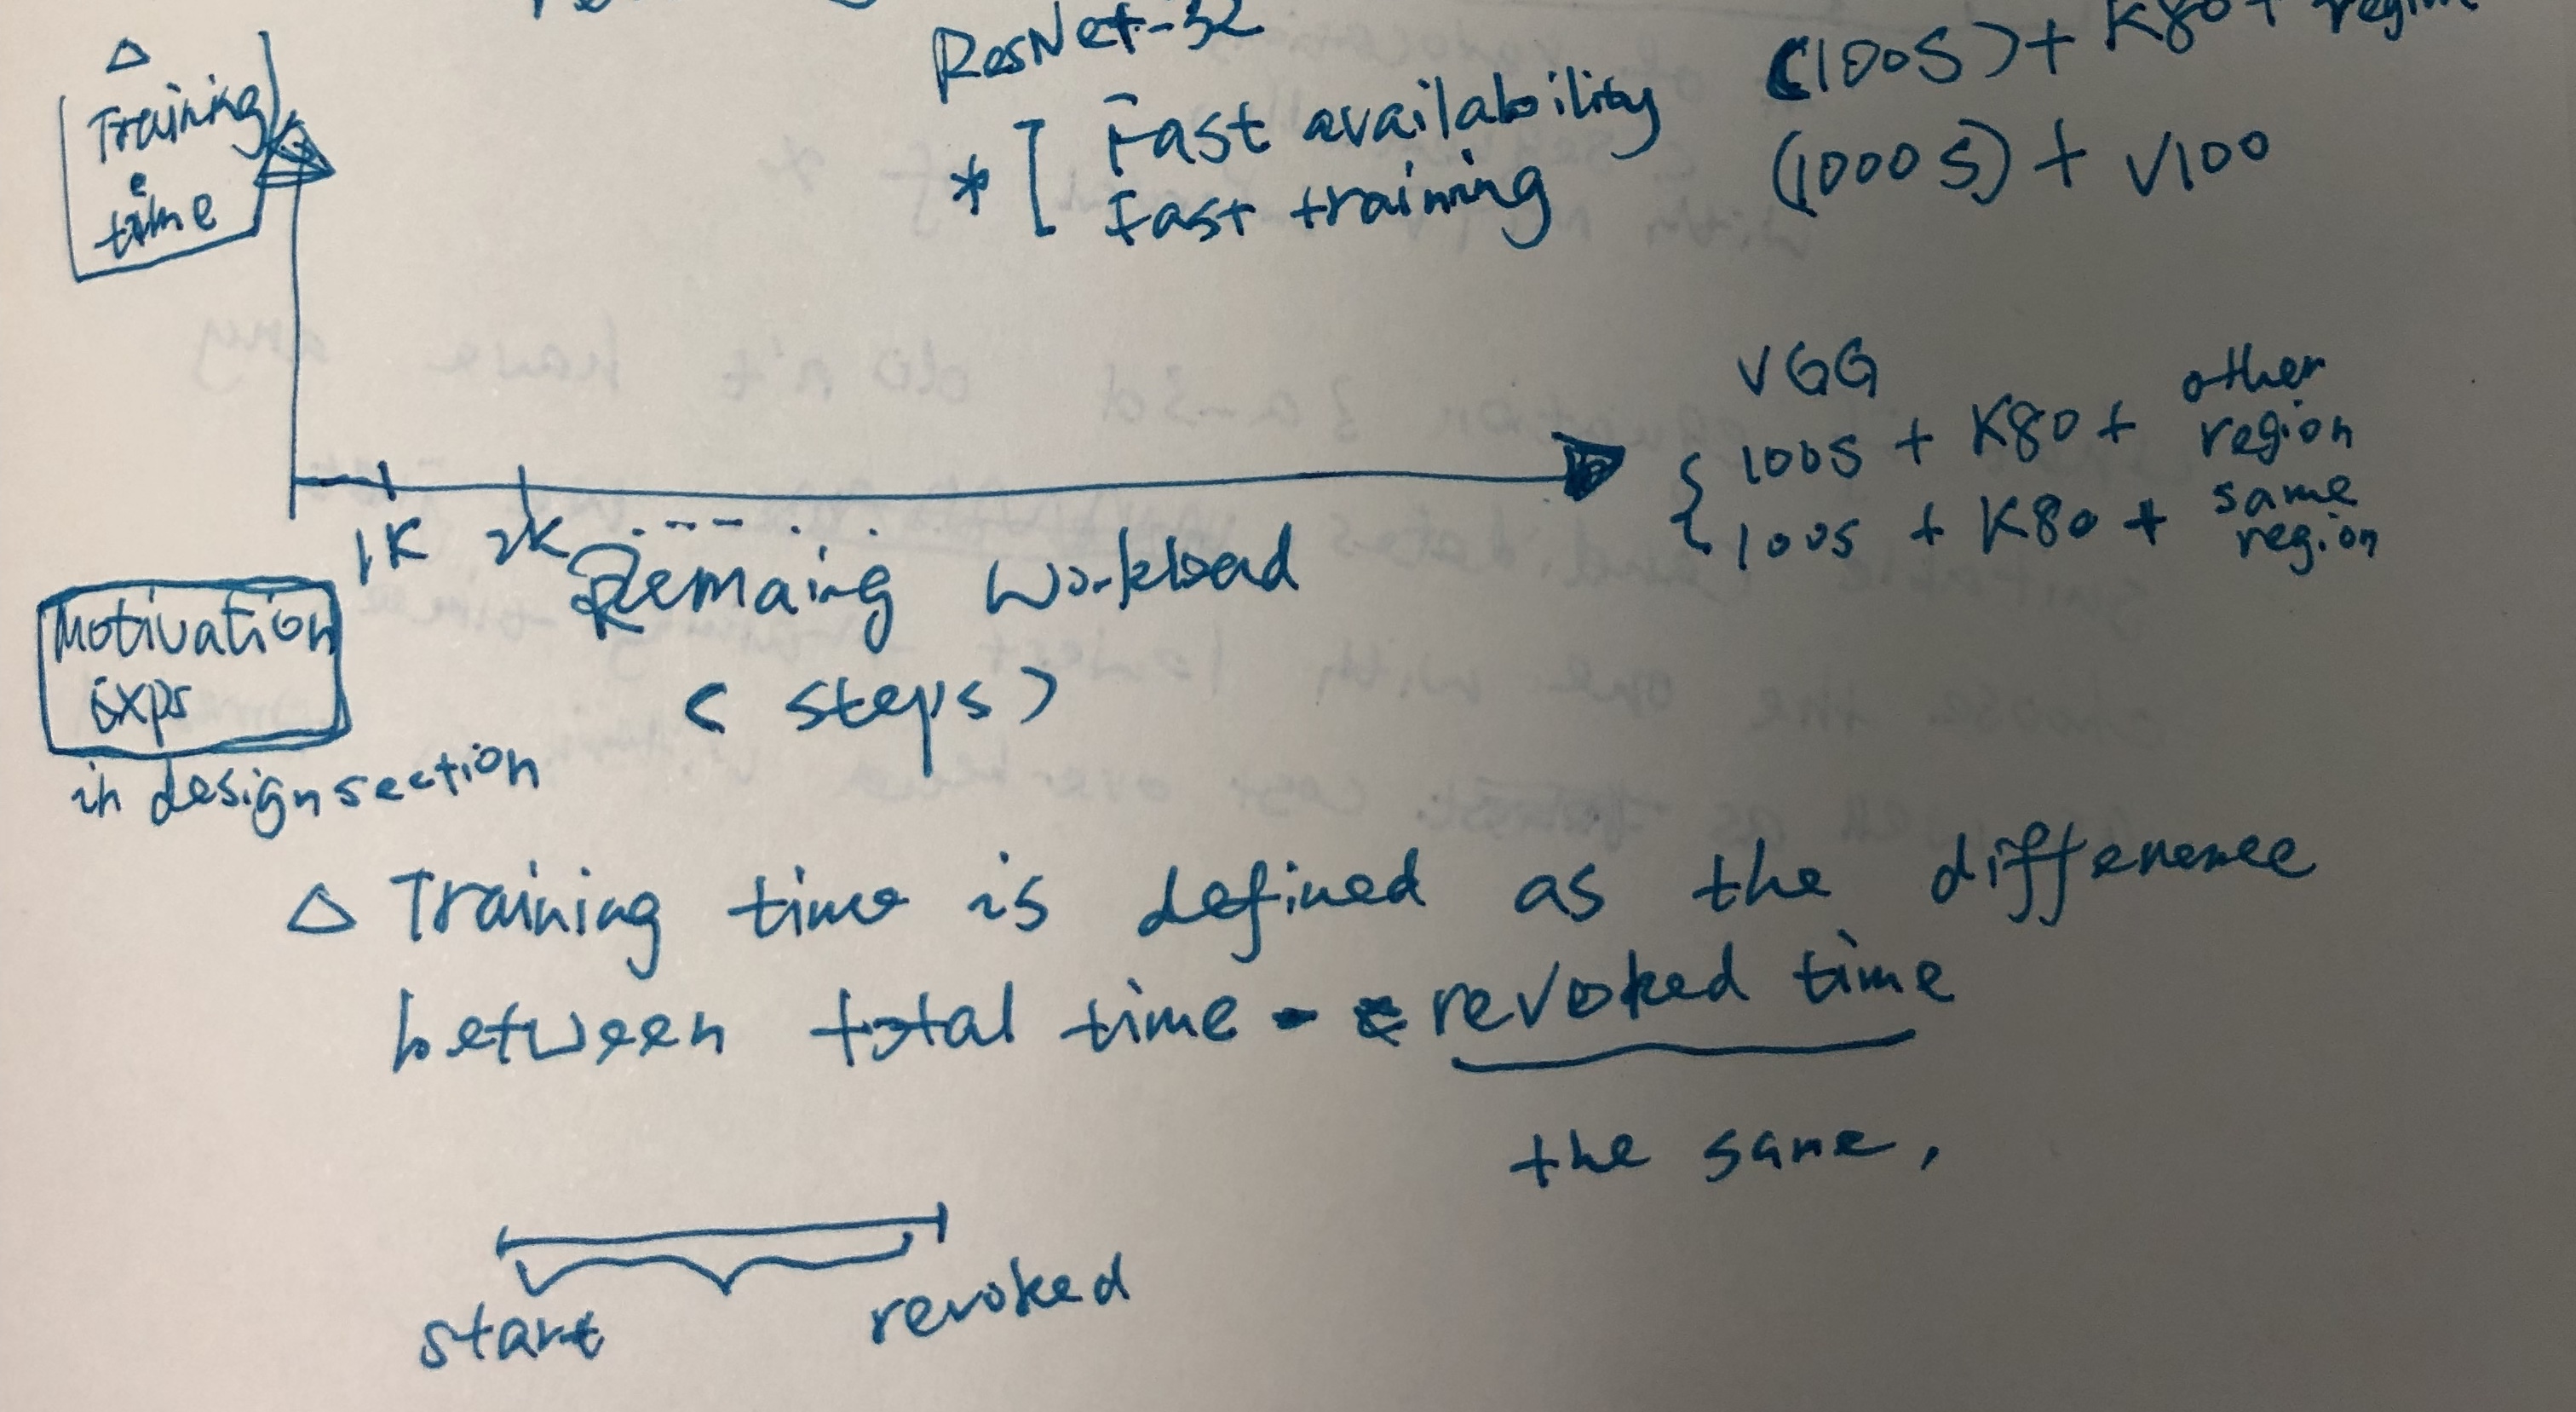 ResNet-32
(100S) + K80 + region
* [ Fast availability
Fast training
(1000S) + V100
△
Training
time
VGG
{ 100S + K80 + other region
100S + K80 + same region
1K 2K ---- . .
Remaing workload
(steps)
Motivation
Exps
in design section
△ Training time is defined as the difference
between total time - revoked time
the same,
start
revoked